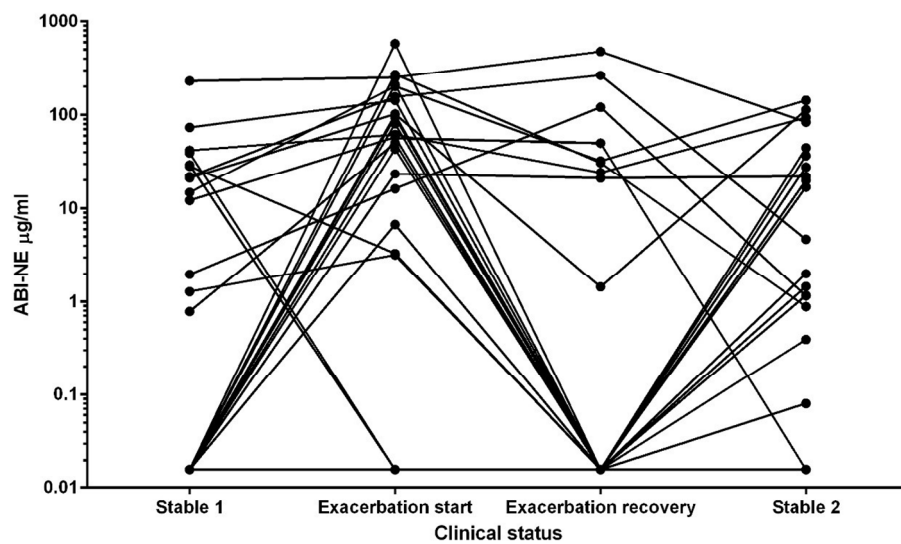 1000
100
10
1
0.1
0.01
ABI-NE μg/ml
Stable 1
Exacerbation start
Exacerbation recovery
Stable 2
Clinical status